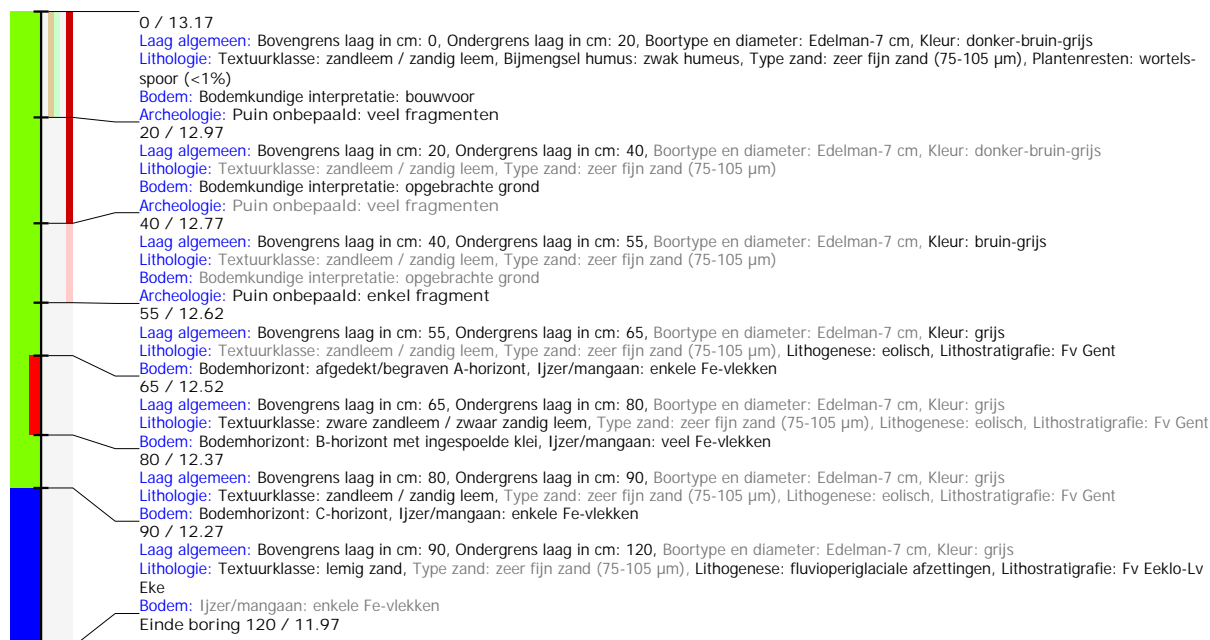 0 / 13.17
Laag algemeen: Bovengrens laag in cm: 0, Ondergrens laag in cm: 20, Boortype en diameter: Edelman-7 cm, Kleur: donker-bruin-grijs
Lithologie: Textuurklasse: zandleem / zandig leem, Bijmengsel humus: zwak humeus, Type zand: zeer fijn zand (75-105 µm), Plantenresten: wortels-
spoor (<1%)
Bodem: Bodemkundige interpretatie: bouwvoor
Archeologie: Puin onbepaald: veel fragmenten
20 / 12.97
Laag algemeen: Bovengrens laag in cm: 20, Ondergrens laag in cm: 40, Boortype en diameter: Edelman-7 cm, Kleur: donker-bruin-grijs
Lithologie: Textuurklasse: zandleem / zandig leem, Type zand: zeer fijn zand (75-105 µm)
Bodem: Bodemkundige interpretatie: opgebrachte grond
Archeologie: Puin onbepaald: veel fragmenten
40 / 12.77
Laag algemeen: Bovengrens laag in cm: 40, Ondergrens laag in cm: 55, Boortype en diameter: Edelman-7 cm, Kleur: bruin-grijs
Lithologie: Textuurklasse: zandleem / zandig leem, Type zand: zeer fijn zand (75-105 µm)
Bodem: Bodemkundige interpretatie: opgebrachte grond
Archeologie: Puin onbepaald: enkel fragment
55 / 12.62
Laag algemeen: Bovengrens laag in cm: 55, Ondergrens laag in cm: 65, Boortype en diameter: Edelman-7 cm, Kleur: grijs
Lithologie: Textuurklasse: zandleem / zandig leem, Type zand: zeer fijn zand (75-105 µm), Lithogenese: eolisch, Lithostratigrafie: Fv Gent
Bodem: Bodemhorizont: afgedekt/begraven A-horizont, Ijzer/mangaan: enkele Fe-vlekken
65 / 12.52
Laag algemeen: Bovengrens laag in cm: 65, Ondergrens laag in cm: 80, Boortype en diameter: Edelman-7 cm, Kleur: grijs
Lithologie: Textuurklasse: zware zandleem / zwaar zandig leem, Type zand: zeer fijn zand (75-105 µm), Lithogenese: eolisch, Lithostratigrafie: Fv Gent
Bodem: Bodemhorizont: B-horizont met ingespoelde klei, Ijzer/mangaan: veel Fe-vlekken
80 / 12.37
Laag algemeen: Bovengrens laag in cm: 80, Ondergrens laag in cm: 90, Boortype en diameter: Edelman-7 cm, Kleur: grijs
Lithologie: Textuurklasse: zandleem / zandig leem, Type zand: zeer fijn zand (75-105 µm), Lithogenese: eolisch, Lithostratigrafie: Fv Gent
Bodem: Bodemhorizont: C-horizont, Ijzer/mangaan: enkele Fe-vlekken
90 / 12.27
Laag algemeen: Bovengrens laag in cm: 90, Ondergrens laag in cm: 120, Boortype en diameter: Edelman-7 cm, Kleur: grijs
Lithologie: Textuurklasse: lemig zand, Type zand: zeer fijn zand (75-105 µm), Lithogenese: fluvioperiglaciale afzettingen, Lithostratigrafie: Fv Eeklo-Lv
Eke
Bodem: Ijzer/mangaan: enkele Fe-vlekken
Einde boring 120 / 11.97